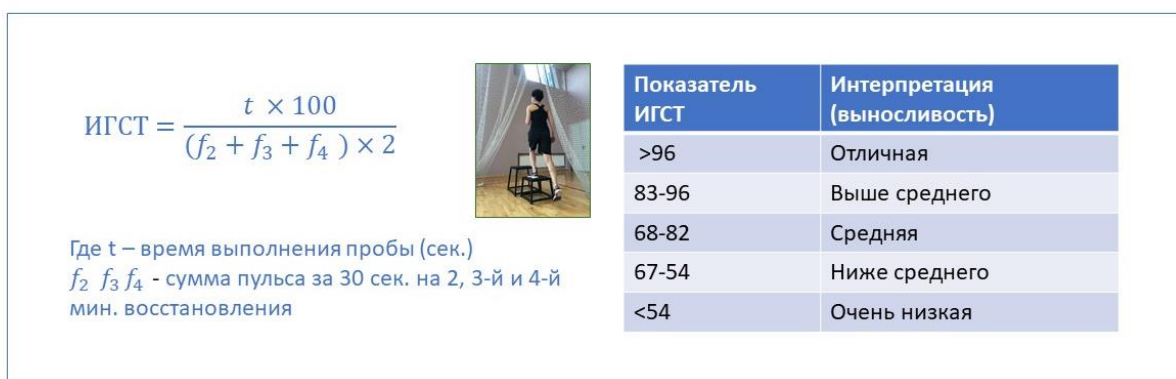 ИГСТ = t × 100 / (f₂ + f₃ + f₄ ) × 2
Где t – время выполнения пробы (сек.)
f₂ f₃ f₄ - сумма пульса за 30 сек. на 2, 3-й и 4-й
мин. восстановления
Показатель ИГСТ Интерпретация (выносливость)
>96 Отличная
83-96 Выше среднего
68-82 Средняя
67-54 Ниже среднего
<54 Очень низкая